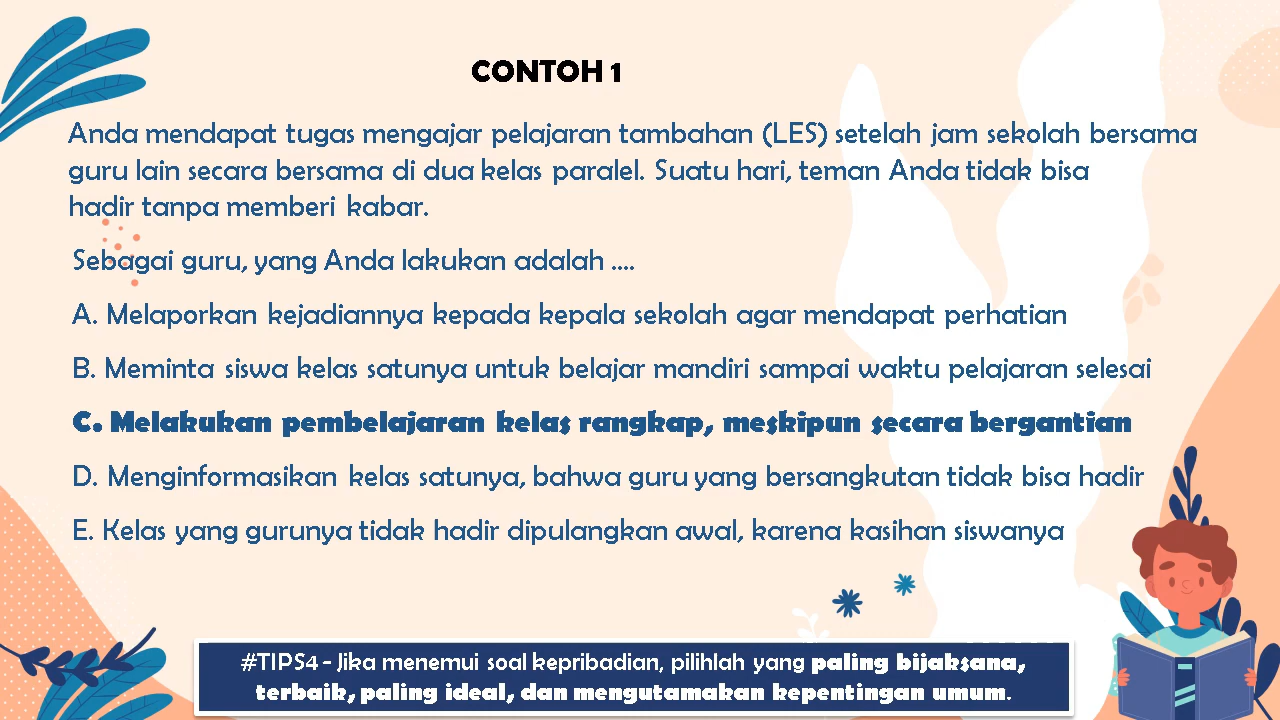 CONTOH 1
Anda mendapat tugas mengajar pelajaran tambahan (LES) setelah jam sekolah bersama
guru lain secara bersama di dua kelas paralel. Suatu hari, teman Anda tidak bisa
hadir tanpa memberi kabar.
Sebagai guru, yang Anda lakukan adalah ....
A. Melaporkan kejadiannya kepada kepala sekolah agar mendapat perhatian
B. Meminta siswa kelas satunya untuk belajar mandiri sampai waktu pelajaran selesai
C. Melakukan pembelajaran kelas rangkap, meskipun secara bergantian
D. Menginformasikan kelas satunya, bahwa guru yang bersangkutan tidak bisa hadir
E. Kelas yang gurunya tidak hadir dipulangkan awal, karena kasihan siswanya
#TIPS4 - Jika menemui soal kepribadian, pilihlah yang paling bijaksana,
terbaik, paling ideal, dan mengutamakan kepentingan umum.